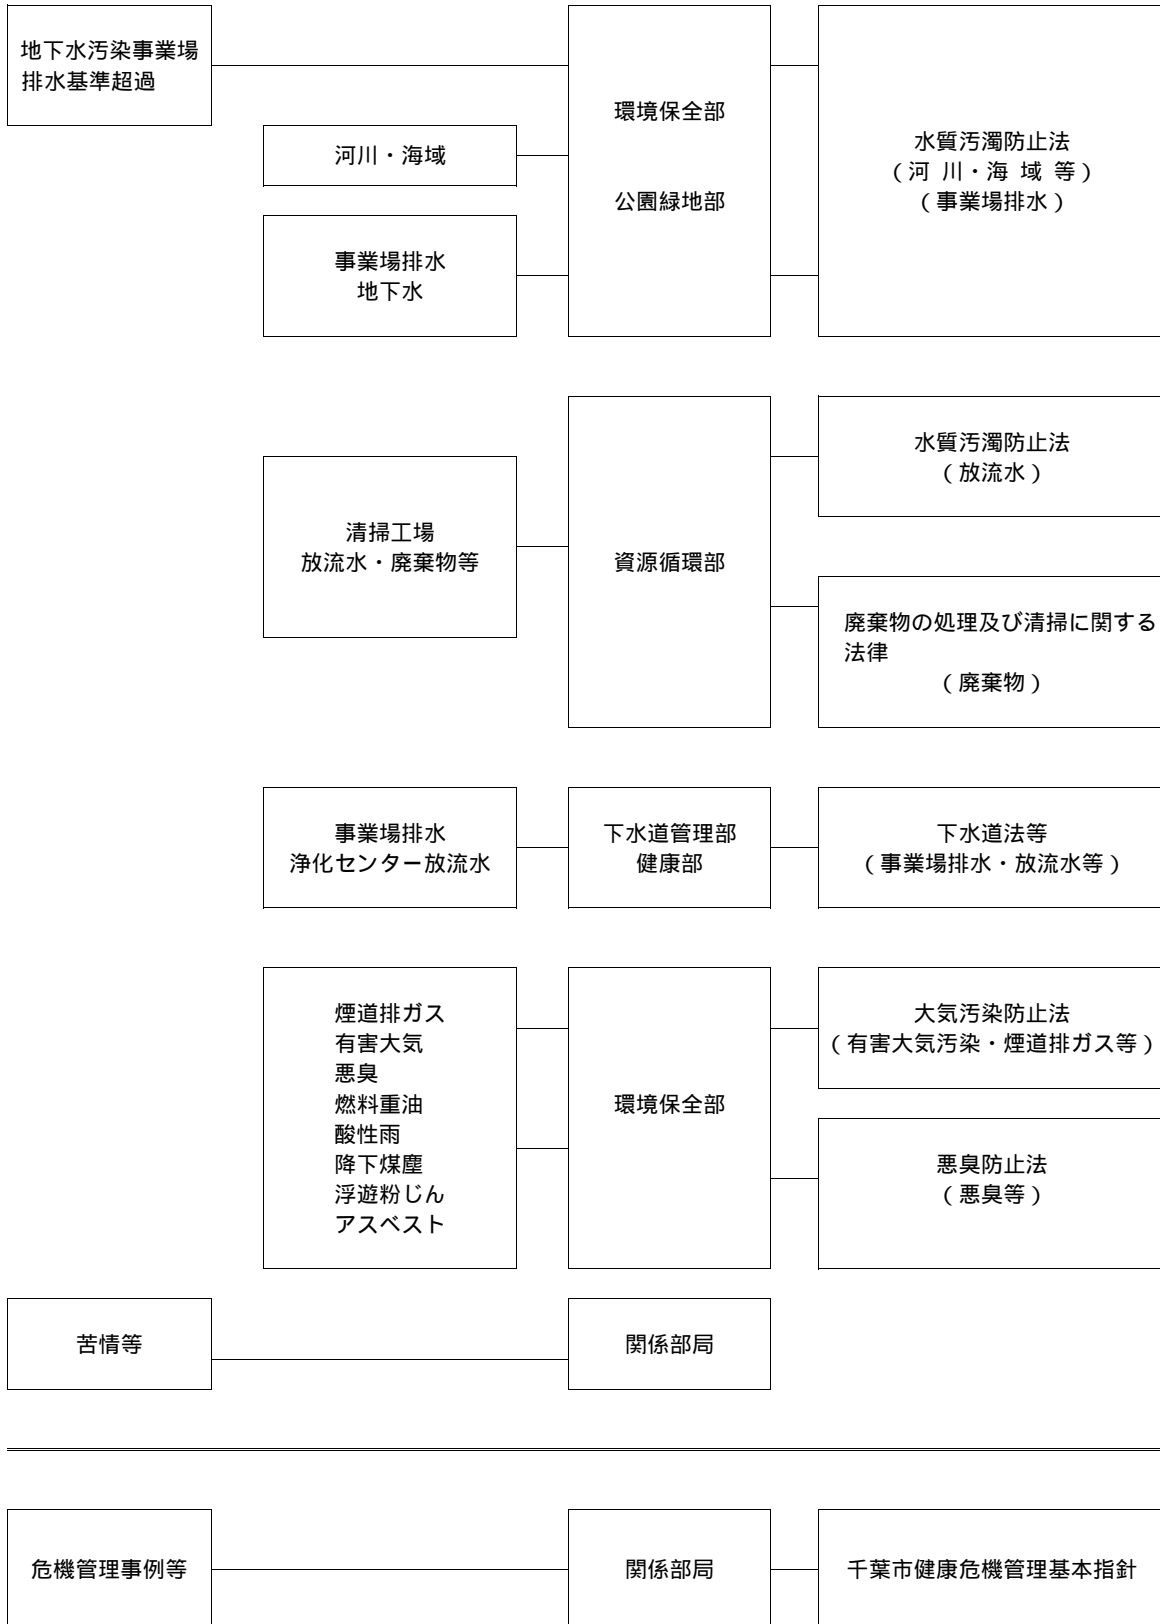 地下水汚染事業場
排水基準超過
河川・海域
事業場排水
地下水
環境保全部
公園緑地部
水質汚濁防止法
（河 川・海 域 等）
（事業場排水）
清掃工場
放流水・廃棄物等
資源循環部
水質汚濁防止法
（放流水）
廃棄物の処理及び清掃に関する
法律
（廃棄物）
事業場排水
浄化センター放流水
下水道管理部
健康部
下水道法等
（事業場排水・放流水等）
煙道排ガス
有害大気
悪臭
燃料重油
酸性雨
降下煤塵
浮遊粉じん
アスベスト
環境保全部
大気汚染防止法
（有害大気汚染・煙道排ガス等）
悪臭防止法
（悪臭等）
苦情等
関係部局
危機管理事例等
関係部局
千葉市健康危機管理基本指針